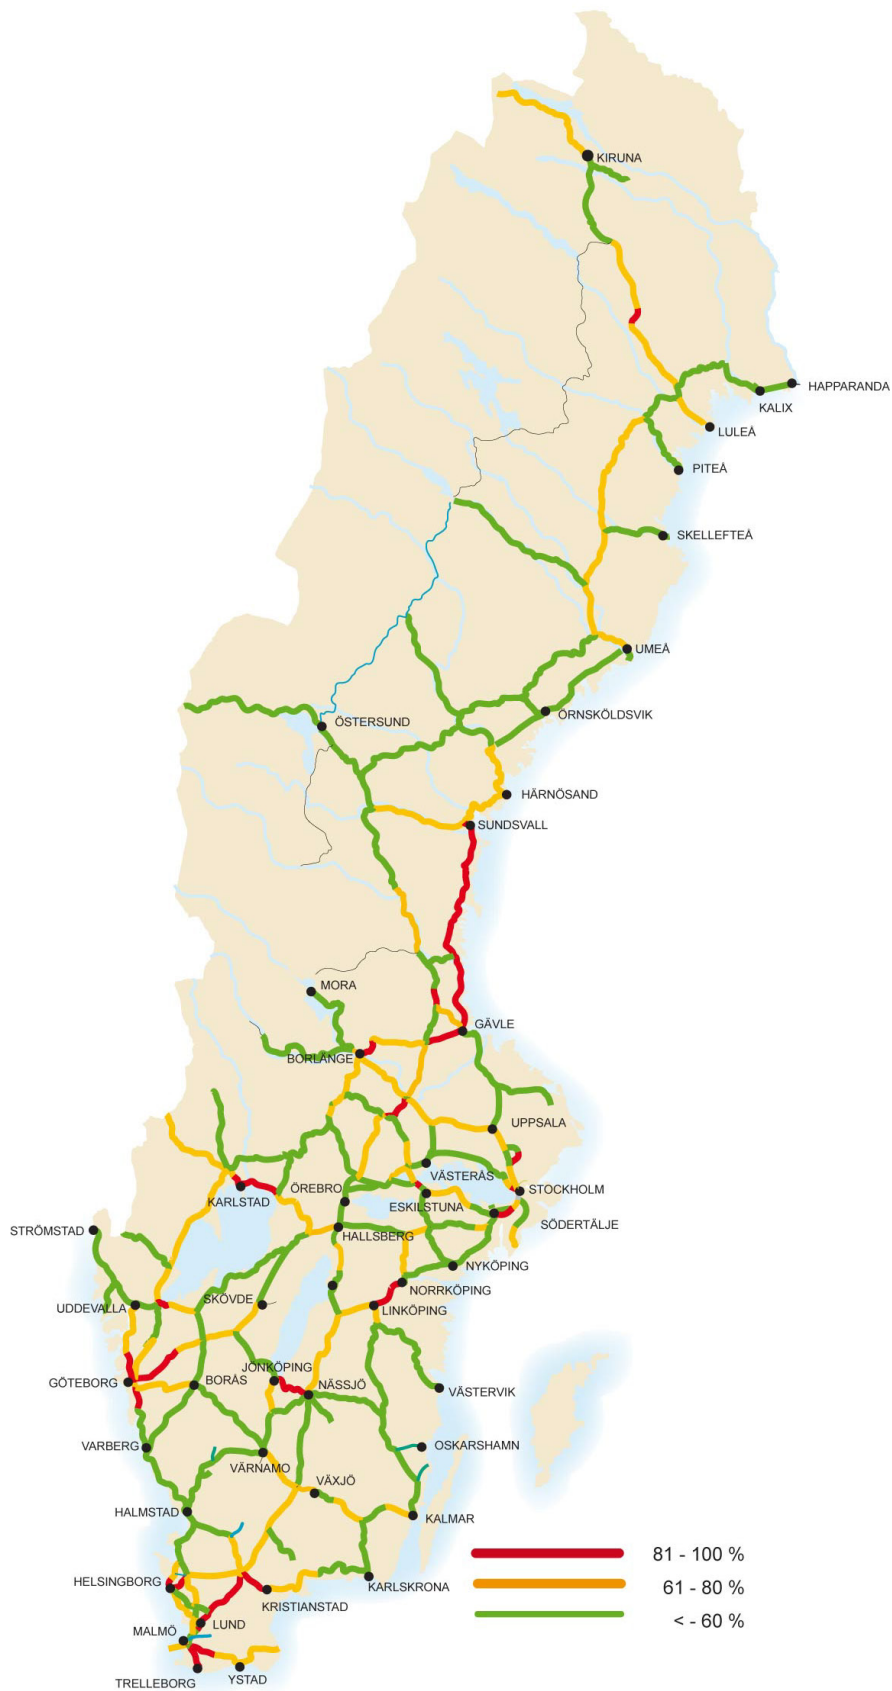 KIRUNA
HAPPARANDA
KALIX
LULEÅ
PITEÅ
SKELLEFTEÅ
UMEÅ
ÖRNSKÖLDSVIK
ÖSTERSUND
HÄRNÖSAND
SUNDSVALL
MORA
GÄVLE
BORLÄNGE
UPPSALA
VÄSTERÅS
KARLSTAD
ÖREBRO
STOCKHOLM
ESKILSTUNA
SÖDERTÄLJE
STRÖMSTAD
HALLSBERG
NYKÖPING
NORRKÖPING
SKÖVDE
UDDEVALLA
LINKÖPING
JÖNKÖPING
GÖTEBORG
BORÅS
NÄSSJÖ
VÄSTERVIK
VARBERG
OSKARSHAMN
VÄRNAMO
VÄXJÖ
HALMSTAD
KALMAR
81 - 100 %
61 - 80 %
< - 60 %
HELSINGBORG
KARLSKRONA
KRISTIANSTAD
LUND
MALMÖ
YSTAD
TRELLEBORG